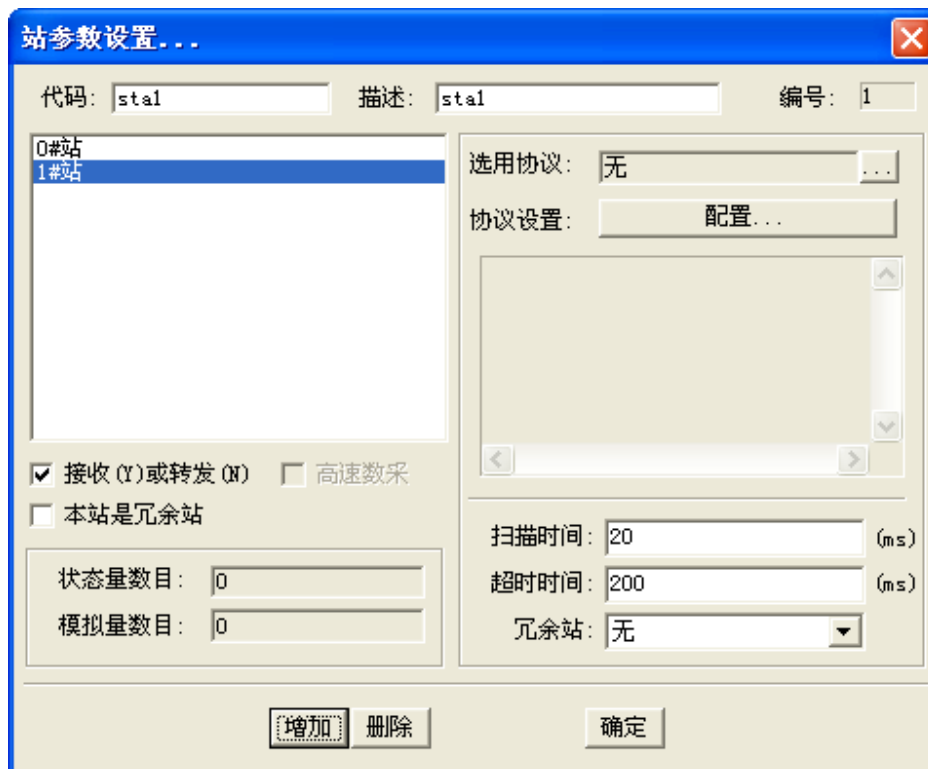 站参数设置...
代码: sta1 描述: sta1 编号: 1
0#站
1#站
选用协议: 无 ...
协议设置: 配置...
接收(Y)或转发(N) 高速数采
本站是冗余站
状态量数目: 0
模拟量数目: 0
扫描时间: 20 (ms)
超时时间: 200 (ms)
冗余站: 无
增加 删除 确定